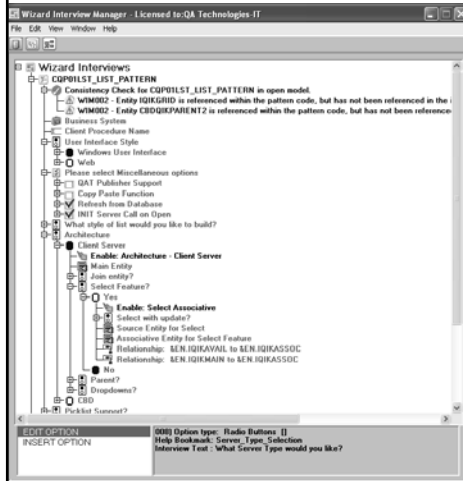 Wizard Interview Manager - Licensed to:QA Technologies-IT
File Edit View Window Help
Wizard Interviews
CQP01LST_LIST_PATTERN
Consistency Check for CQP01LST_LIST_PATTERN in open model.
WIM002 - Entity IQIKGRID is referenced within the pattern code, but has not been referenced in the i
WIM002 - Entity CBDQIKPARENT2 is referenced within the pattern code, but has not been reference
Business System
Client Procedure Name
User Interface Style
Windows User Interface
Web
Please select Miscellaneous options
QAT Publisher Support
Copy Paste Function
Refresh from Database
INIT Server Call on Open
What style of list would you like to build?
Architecture
Client Server
Enable: Architecture - Client Server
Main Entity
Join entity?
Select Feature?
Yes
Enable: Select Associative
Select with update?
Source Entity for Select
Associative Entity for Select Feature
Relationship: &EN.IQIKAVAIL to &EN.IQIKASSOC
Relationship: &EN.IQIKMAIN to &EN.IQIKASSOC
No
Parent?
Dropdowns?
CBD
Picklist Support?
EDIT OPTION
INSERT OPTION
008) Option type: Radio Buttons []
Help Bookmark: Server_Type_Selection
Interview Text : What Server Type would you like?